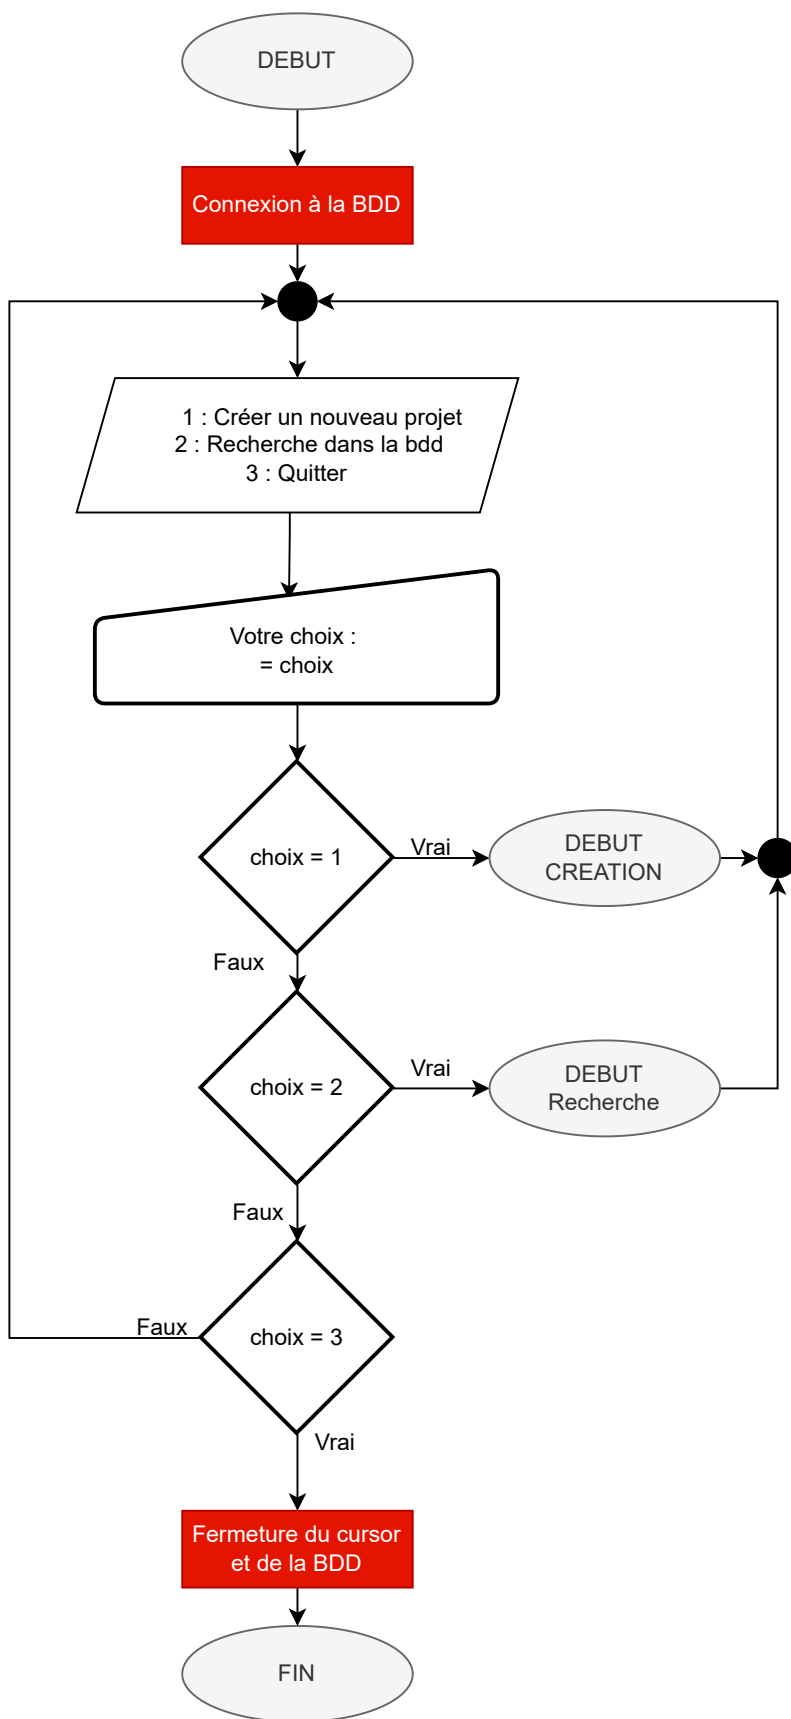 DEBUT
Connexion à la BDD
1 : Créer un nouveau projet
2 : Recherche dans la bdd
3 : Quitter
Votre choix :
= choix
choix = 1
Vrai
DEBUT
CREATION
Faux
choix = 2
Vrai
DEBUT
Recherche
Faux
choix = 3
Faux
Vrai
Fermeture du cursor
et de la BDD
FIN